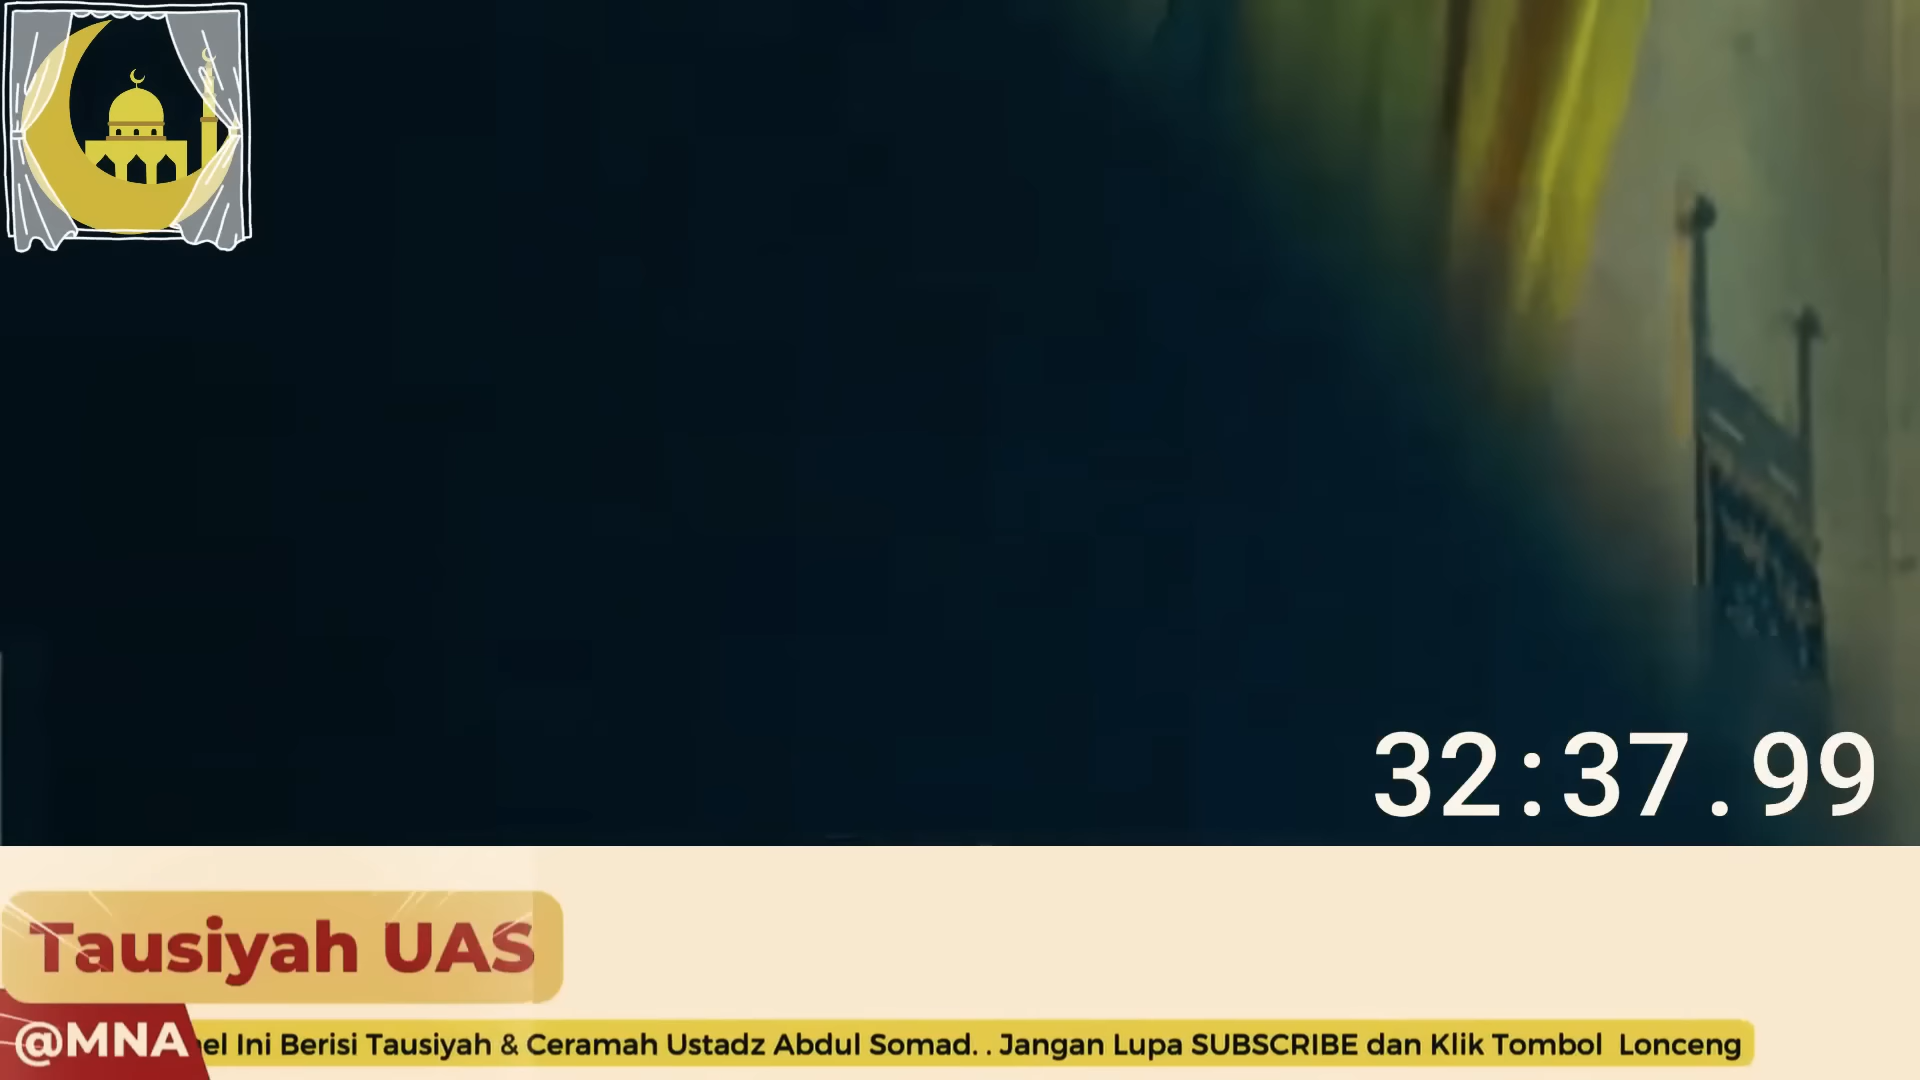 32:37.99
Tausiyah UAS
@MNA
el Ini Berisi Tausiyah & Ceramah Ustadz Abdul Somad. . Jangan Lupa SUBSCRIBE dan Klik Tombol Lonceng